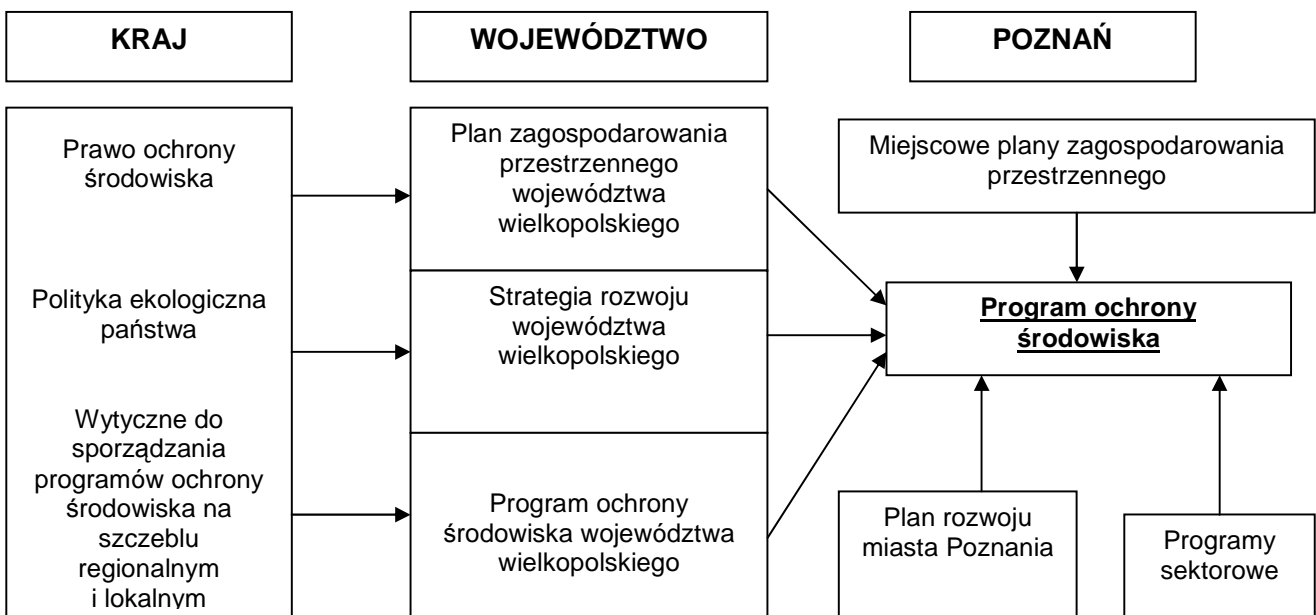 KRAJ
WOJEWÓDZTWO
POZNAŃ
Prawo ochrony
środowiska
Polityka ekologiczna
państwa
Wytyczne do
sporządzania
programów ochrony
środowiska na
szczeblu
regionalnym
i lokalnym
Plan zagospodarowania
przestrzennego
województwa
wielkopolskiego
Strategia rozwoju
województwa
wielkopolskiego
Program ochrony
środowiska województwa
wielkopolskiego
Miejscowe plany zagospodarowania
przestrzennego
Program ochrony
środowiska
Plan rozwoju
miasta Poznania
Programy
sektorowe